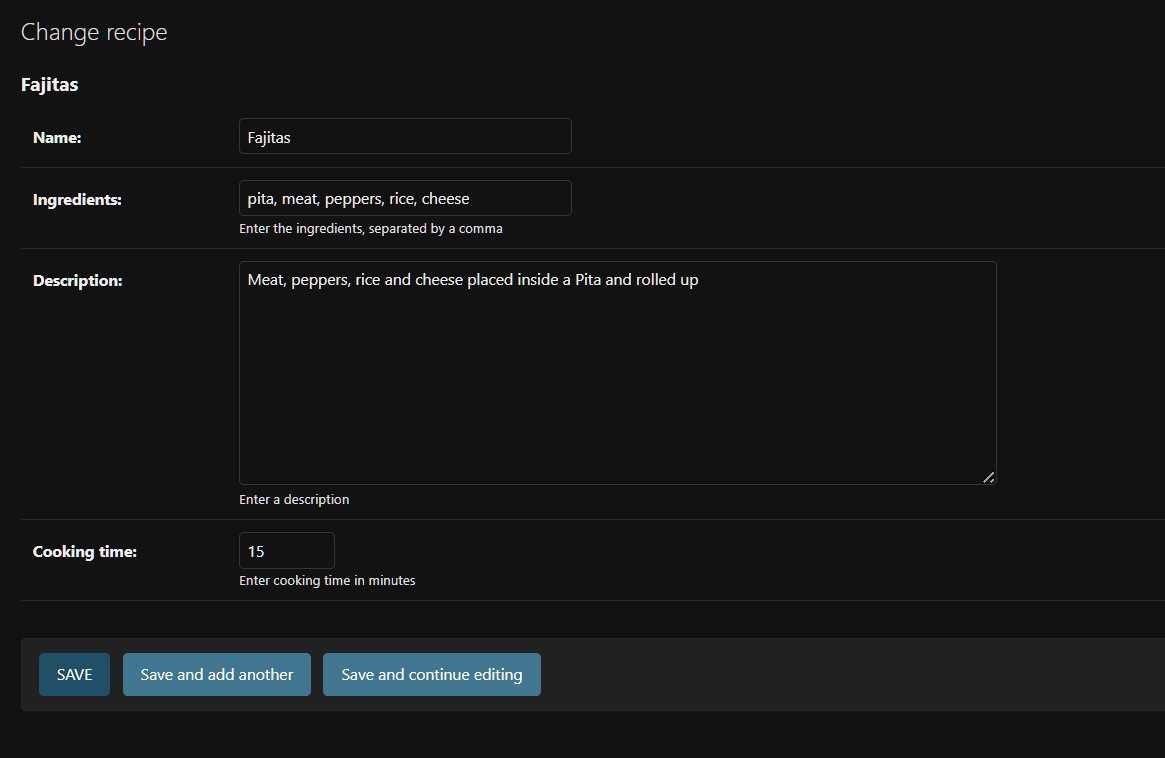 Change recipe
Fajitas
Name: Fajitas
Ingredients: pita, meat, peppers, rice, cheese
Enter the ingredients, separated by a comma
Description: Meat, peppers, rice and cheese placed inside a Pita and rolled up
Enter a description
Cooking time: 15
Enter cooking time in minutes
SAVE Save and add another Save and continue editing